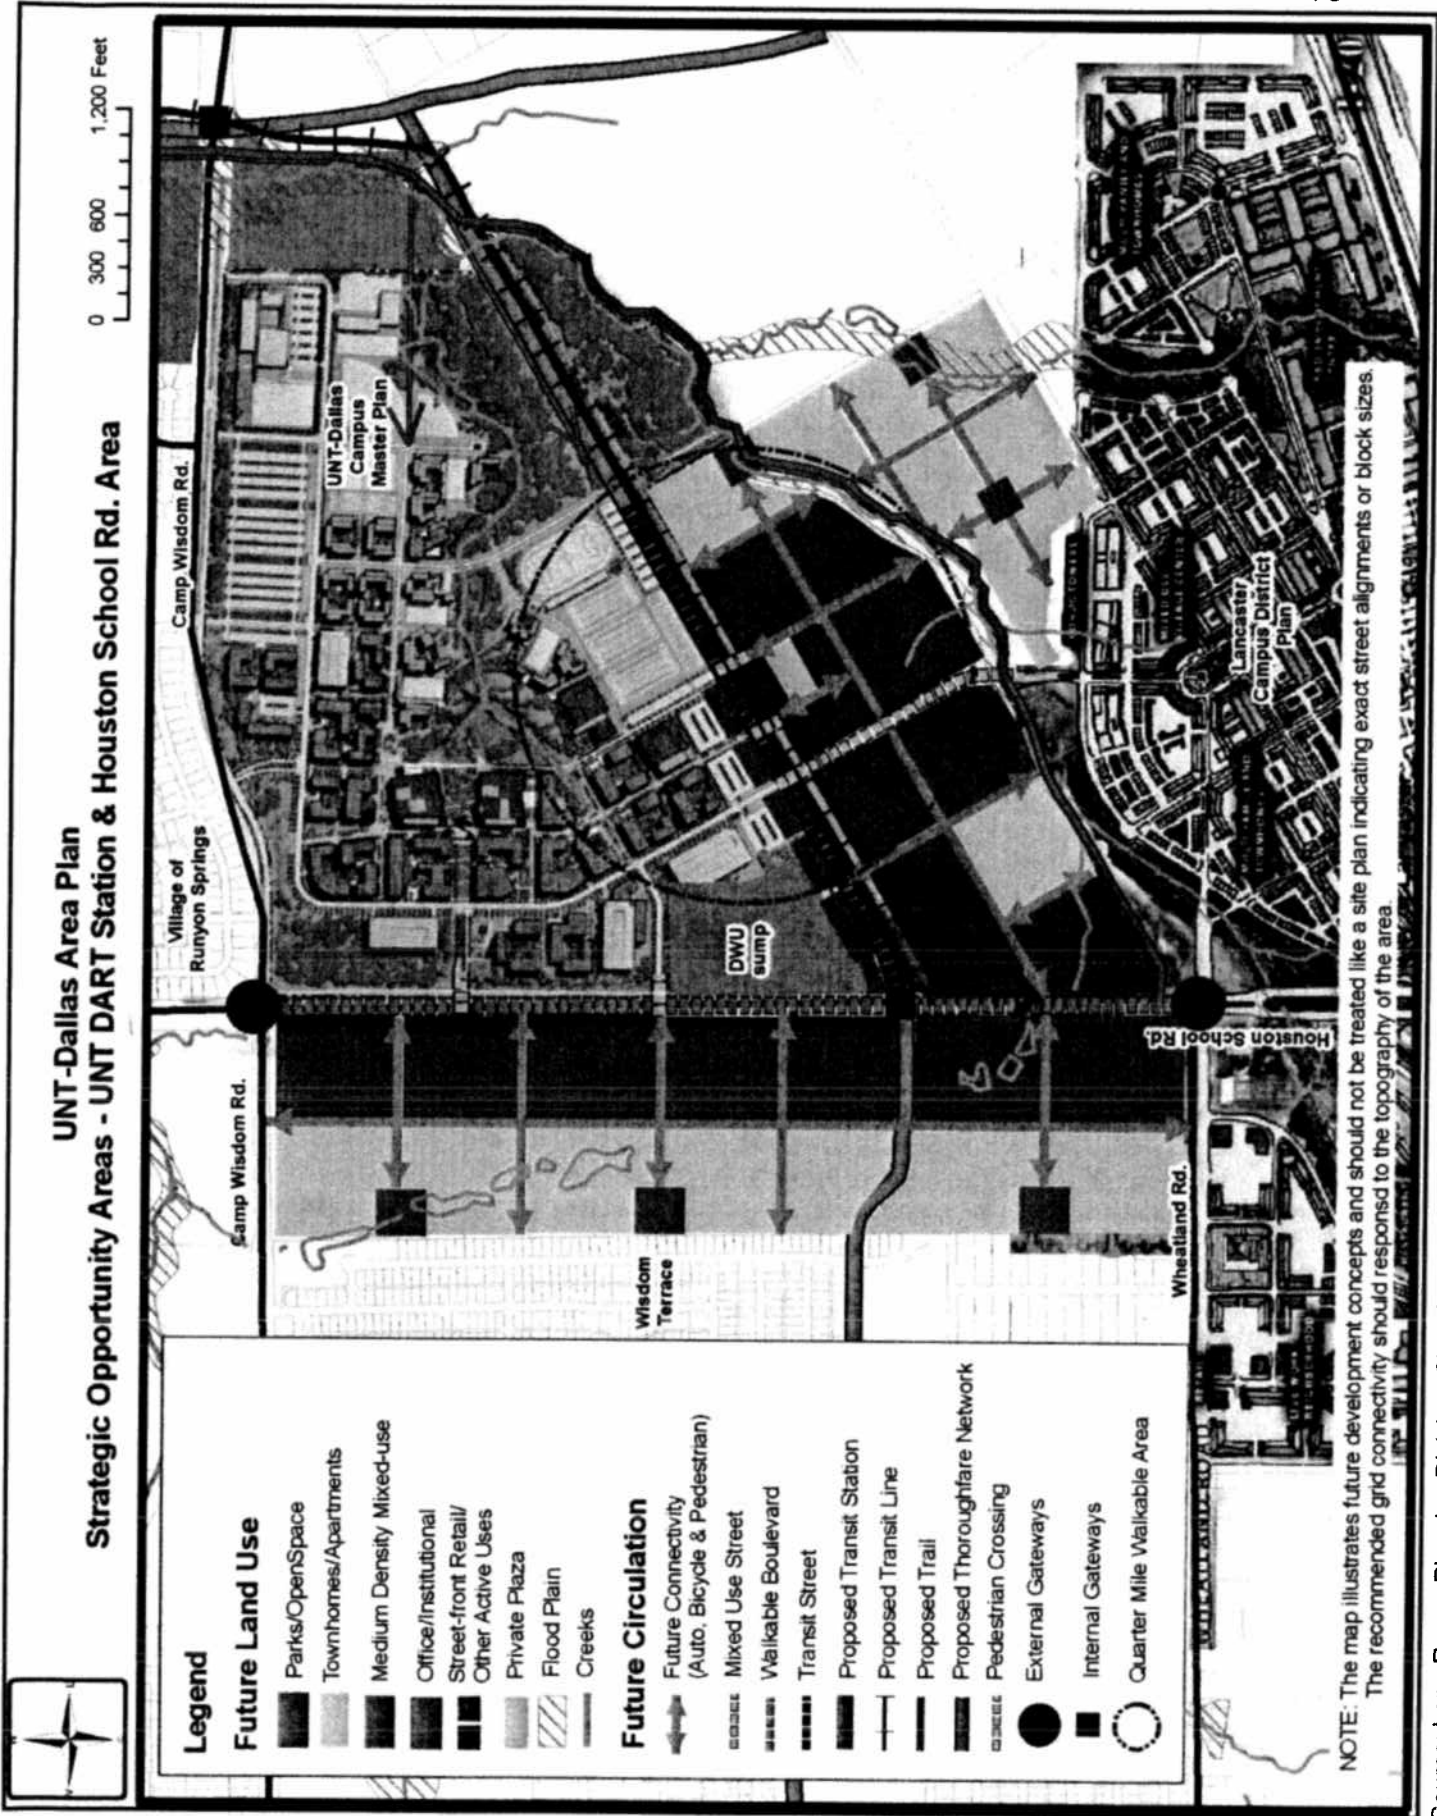 UNT-Dallas Area Plan
Strategic Opportunity Areas - UNT DART Station & Houston School Rd. Area
0 300 600 1,200 Feet
Legend
Future Land Use
Parks/OpenSpace
Townhomes/Apartments
Medium Density Mixed-use
Office/Institutional
Street-front Retail/
Other Active Uses
Private Plaza
Flood Plain
Creeks
Future Circulation
Future Connectivity
(Auto, Bicycle & Pedestrian)
Mixed Use Street
Walkable Boulevard
Transit Street
Proposed Transit Station
Proposed Transit Line
Proposed Trail
Proposed Thoroughfare Network
Pedestrian Crossing
External Gateways
Internal Gateways
Quarter Mile Walkable Area
Camp Wisdom Rd.
Village of
Runyon Springs
Camp Wisdom Rd.
UNT-Dallas
Campus
Master Plan
DWU
sump
Wisdom
Terrace
Wheatland Rd.
Houston School Rd.
Lancaster
Campus District
Plan
WHEATLAND ROAD
NOTE: The map illustrates future development concepts and should not be treated like a site plan indicating exact street alignments or block sizes.
The recommended grid connectivity should respond to the topography of the area.